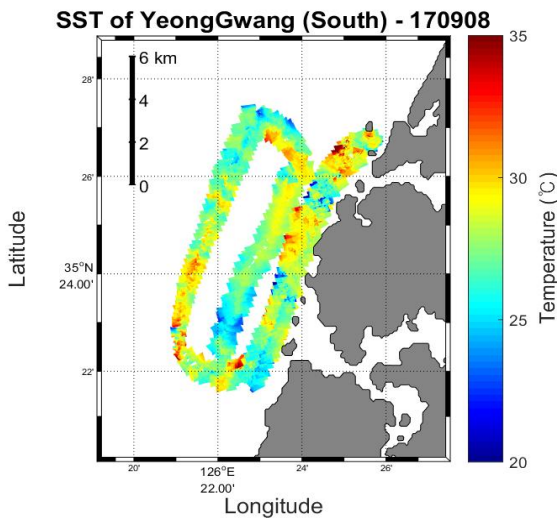 SST of YeongGwang (South) - 170908
6 km
4
2
0
28'
26'
35°N
24.00'
22'
20'
126°E
22.00'
24'
26'
Latitude
Longitude
35
30
25
20
Temperature (℃)